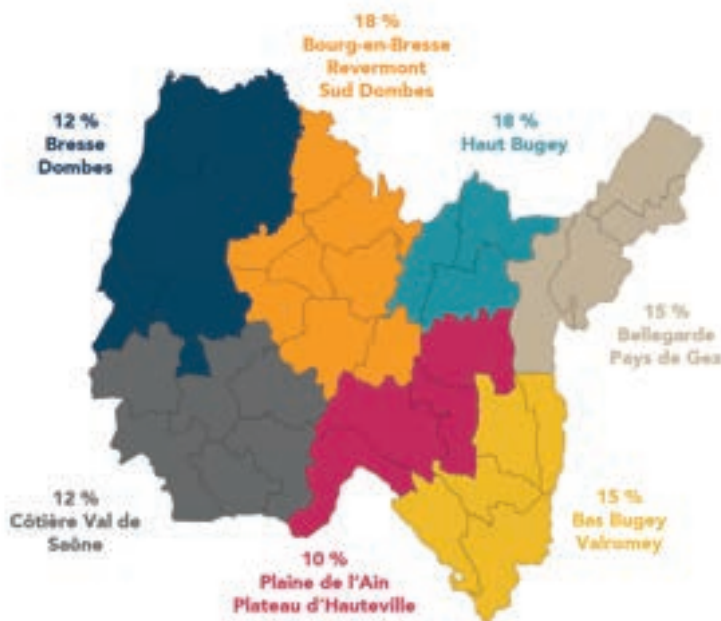 18 %
Bourg-en-Bresse
Revermont
Sud Dombes
12 %
Bresse
Dombes
18 %
Haut Bugey
15 %
Bellegarde
Pays de Gex
12 %
Côtière Val de
Saône
10 %
Plaine de l'Ain
Plateau d'Hauteville
15 %
Bas Bugey
Valromey